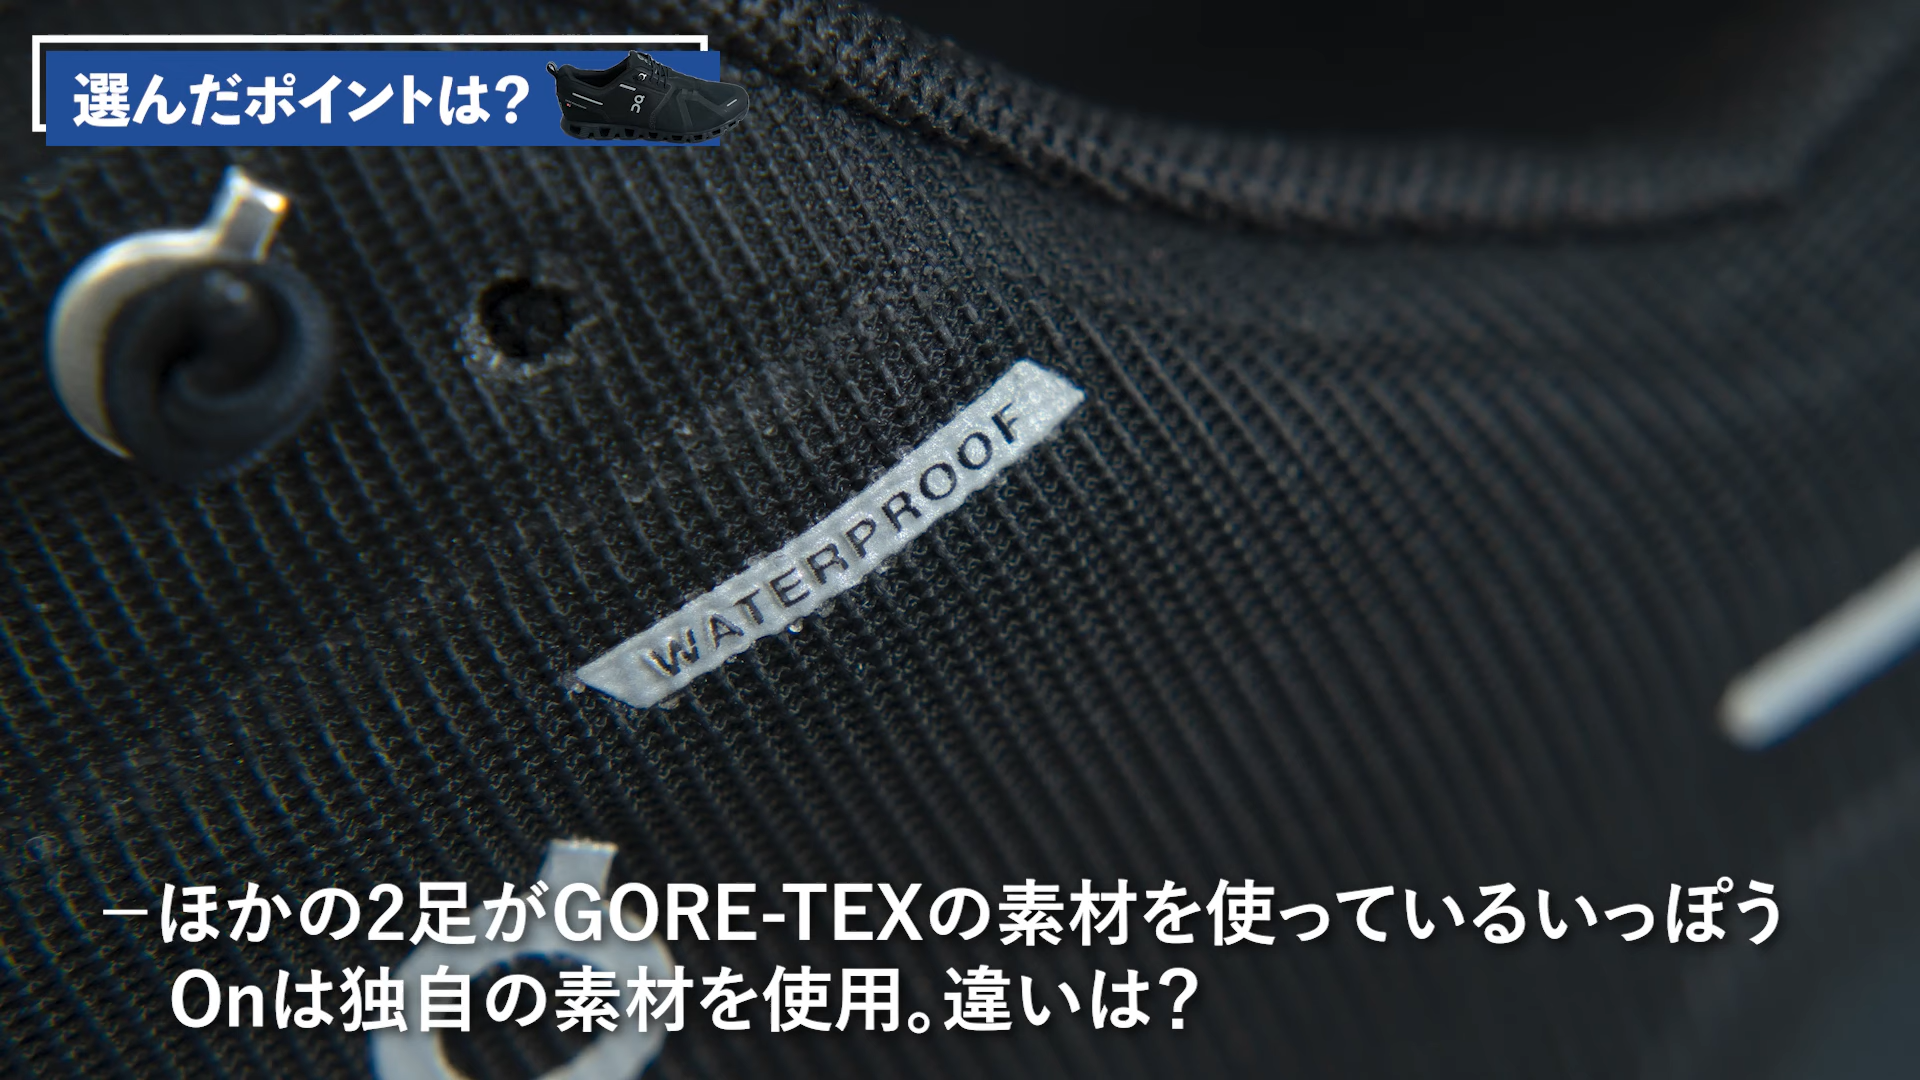 選んだポイントは？
WATERPROOF
−ほかの2足がGORE-TEXの素材を使っているいっぽう
Onは独自の素材を使用。違いは？